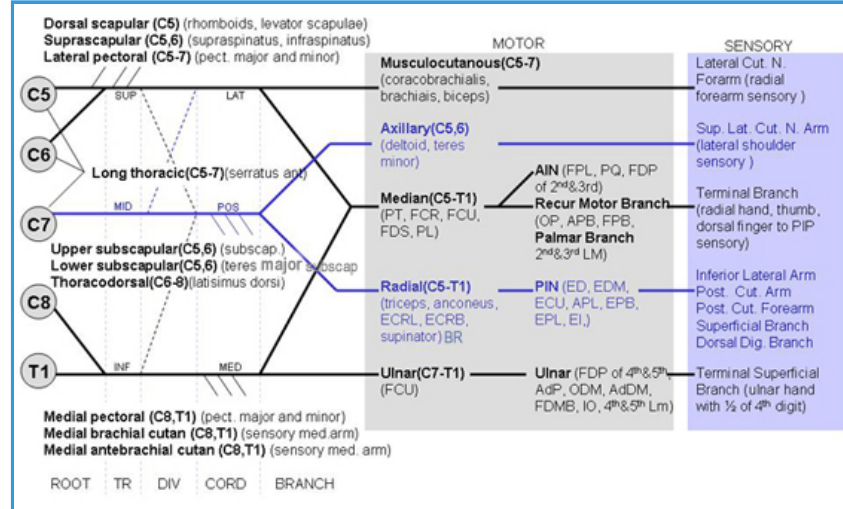 Dorsal scapular (C5) (rhomboids, levator scapulae)
Suprascapular (C5,6) (supraspinatus, infraspinatus)
Lateral pectoral (C5-7) (pect. major and minor)
MOTOR
SENSORY
C5
SUP
LAT
Musculocutanous(C5-7)
(coracobrachialis,
brachiais, biceps)
Lateral Cut. N.
Forarm (radial
forearm sensory )
C6
Axillary(C5,6)
(deltoid, teres
minor)
Sup. Lat. Cut. N. Arm
(lateral shoulder
sensory )
Long thoracic(C5-7)(serratus ant)
AIN (FPL, PQ, FDP
of 2nd&3rd)
C7
MID
POS
Median(C5-T1)
(PT, FCR, FCU,
FDS, PL)
Recur Motor Branch
(OP, APB, FPB,
Palmar Branch
2nd&3rd LM)
Terminal Branch
(radial hand, thumb,
dorsal finger to PIP
sensory)
Upper subscapular(C5,6) (subscap.)
Lower subscapular(C5,6) (teres major subscap
Thoracodorsal(C6-8)(latisimus dorsi)
C8
Radial(C5-T1)
(triceps, anconeus,
ECRL, ECRB,
supinator) BR
PIN (ED, EDM,
ECU, APL, EPB,
EPL, EI,)
Inferior Lateral Arm
Post. Cut. Arm
Post. Cut. Forearm
Superficial Branch
Dorsal Dig. Branch
T1
INF
MED
Ulnar(C7-T1)
(FCU)
Ulnar (FDP of 4th&5th,
AdP, ODM, AdDM,
FDMB, IO, 4th&5th Lm)
Terminal Superficial
Branch (ulnar hand
with ½ of 4th digit)
Medial pectoral (C8,T1) (pect. major and minor)
Medial brachial cutan (C8,T1) (sensory med.arm)
Medial antebrachial cutan (C8,T1) (sensory med. arm)
ROOT TR DIV CORD BRANCH